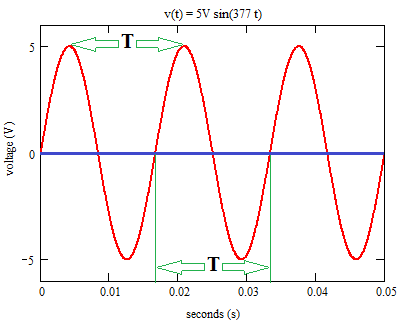 v(t) = 5V sin(377 t)
5
T
voltage (V)
0
−5
T
0 0.01 0.02 0.03 0.04 0.05
seconds (s)